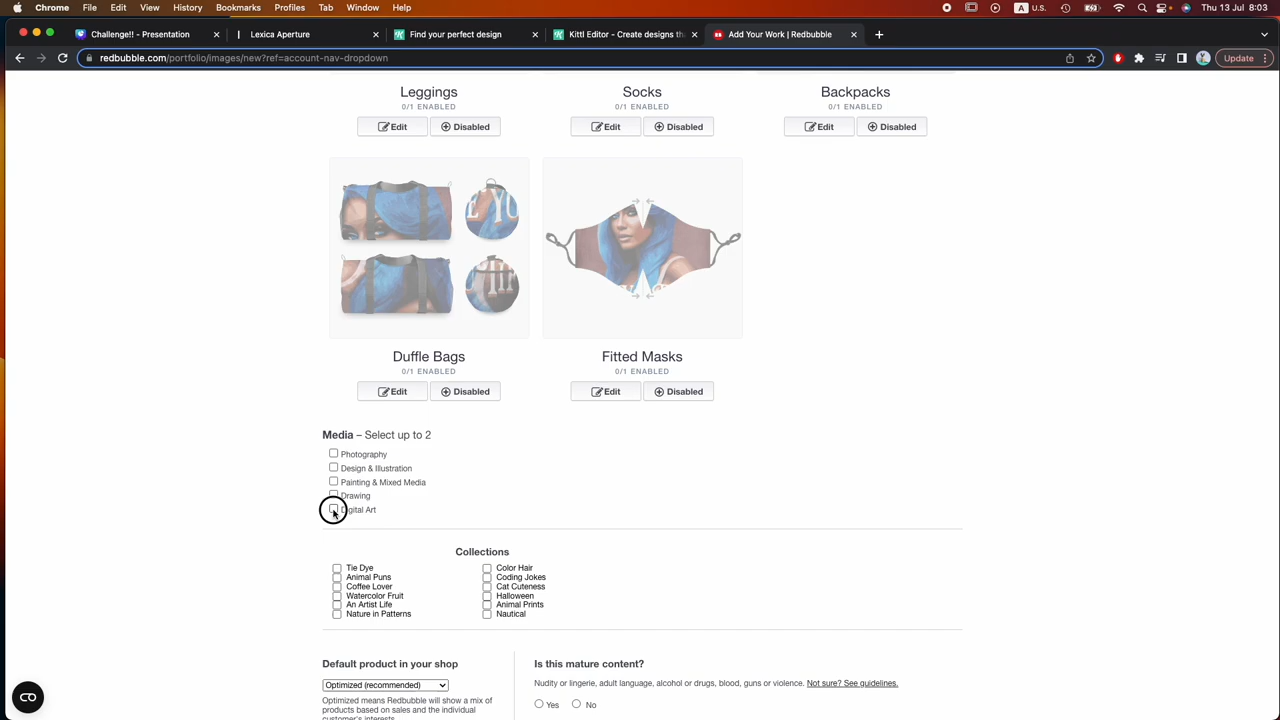 Chrome File Edit View History Bookmarks Profiles Tab Window Help A U.S. Thu 13 Jul 8:03
Challenge!! - Presentation
Lexica Aperture
Find your perfect design
Kittl Editor – Create designs tha
Add Your Work | Redbubble
redbubble.com/portfolio/images/new?ref=account-nav-dropdown
Update
Leggings Socks Backpacks
0/1 ENABLED 0/1 ENABLED 0/1 ENABLED
Edit Disabled Edit Disabled Edit Disabled
Duffle Bags Fitted Masks
0/1 ENABLED 0/1 ENABLED
Edit Disabled Edit Disabled
Media – Select up to 2
Photography
Design & Illustration
Painting & Mixed Media
Drawing
Digital Art
Collections
Tie Dye Color Hair
Animal Puns Coding Jokes
Coffee Lover Cat Cuteness
Watercolor Fruit Halloween
An Artist Life Animal Prints
Nature in Patterns Nautical
Default product in your shop Is this mature content?
Optimized (recommended) Nudity or lingerie, adult language, alcohol or drugs, blood, guns or violence. Not sure? See guidelines.
Optimized means Redbubble will show a mix of Yes No
products based on sales and the individual
customer's interests.